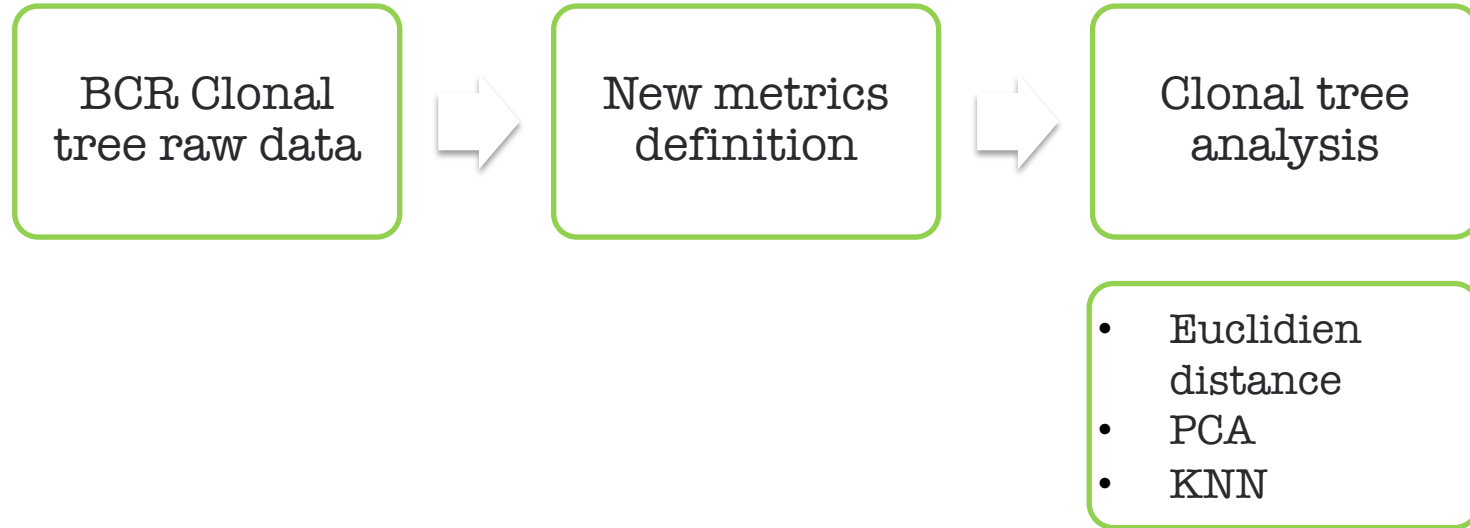 BCR Clonal
tree raw data
New metrics
definition
Clonal tree
analysis
• Euclidien
distance
• PCA
• KNN